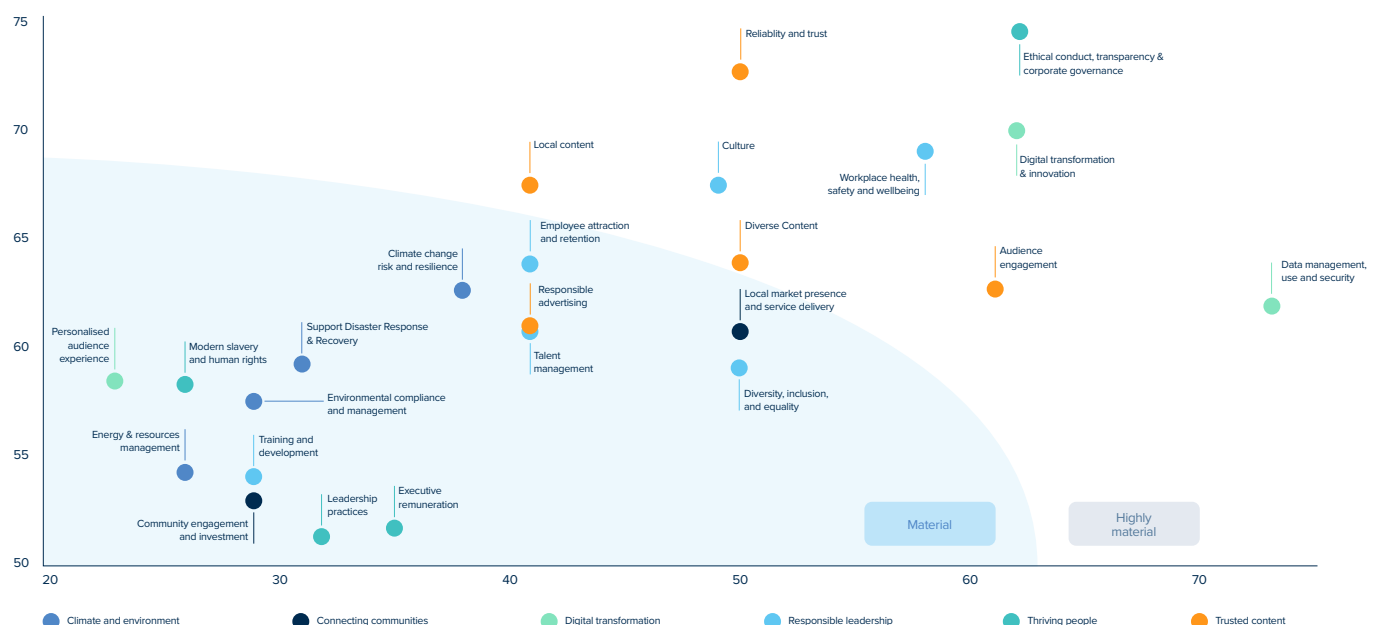 75
Reliablity and trust
Ethical conduct, transparency &
corporate governance
70
Local content
Culture
Workplace health,
safety and wellbeing
Digital transformation
& innovation
65
Employee attraction
and retention
Diverse Content
Climate change
risk and resilience
Audience
engagement
Data management,
use and security
Responsible
advertising
Local market presence
and service delivery
60
Personalised
audience
experience
Modern slavery
and human rights
Support Disaster Response
& Recovery
Talent
management
Environmental compliance
and management
Diversity, inclusion,
and equality
55
Energy & resources
management
Training and
development
Leadership
practices
Executive
remuneration
Community engagement
and investment
Material
Highly
material
50
20
30
40
50
60
70
Climate and environment
Connecting communities
Digital transformation
Responsible leadership
Thriving people
Trusted content